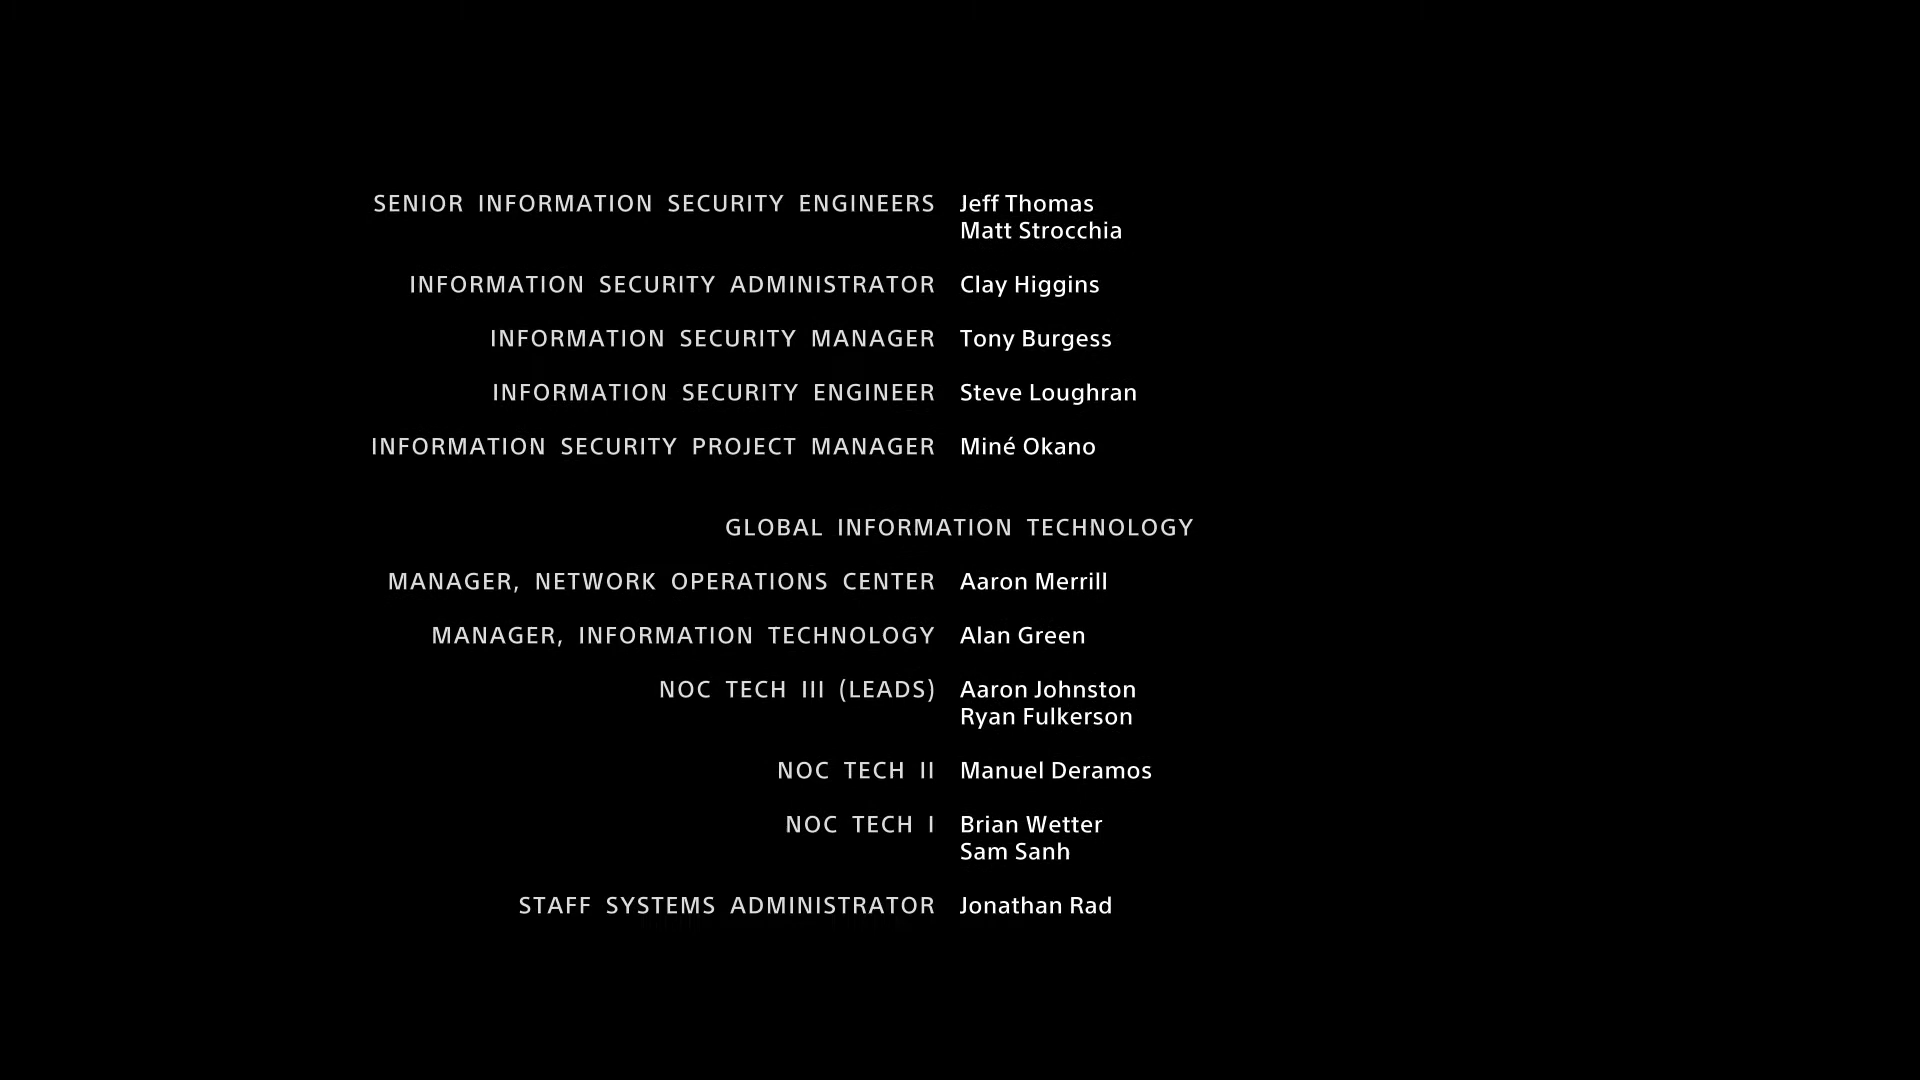 SENIOR INFORMATION SECURITY ENGINEERS Jeff Thomas
Matt Strocchia
INFORMATION SECURITY ADMINISTRATOR Clay Higgins
INFORMATION SECURITY MANAGER Tony Burgess
INFORMATION SECURITY ENGINEER Steve Loughran
INFORMATION SECURITY PROJECT MANAGER Miné Okano
GLOBAL INFORMATION TECHNOLOGY
MANAGER, NETWORK OPERATIONS CENTER Aaron Merrill
MANAGER, INFORMATION TECHNOLOGY Alan Green
NOC TECH III (LEADS) Aaron Johnston
Ryan Fulkerson
NOC TECH II Manuel Deramos
NOC TECH I Brian Wetter
Sam Sanh
STAFF SYSTEMS ADMINISTRATOR Jonathan Rad